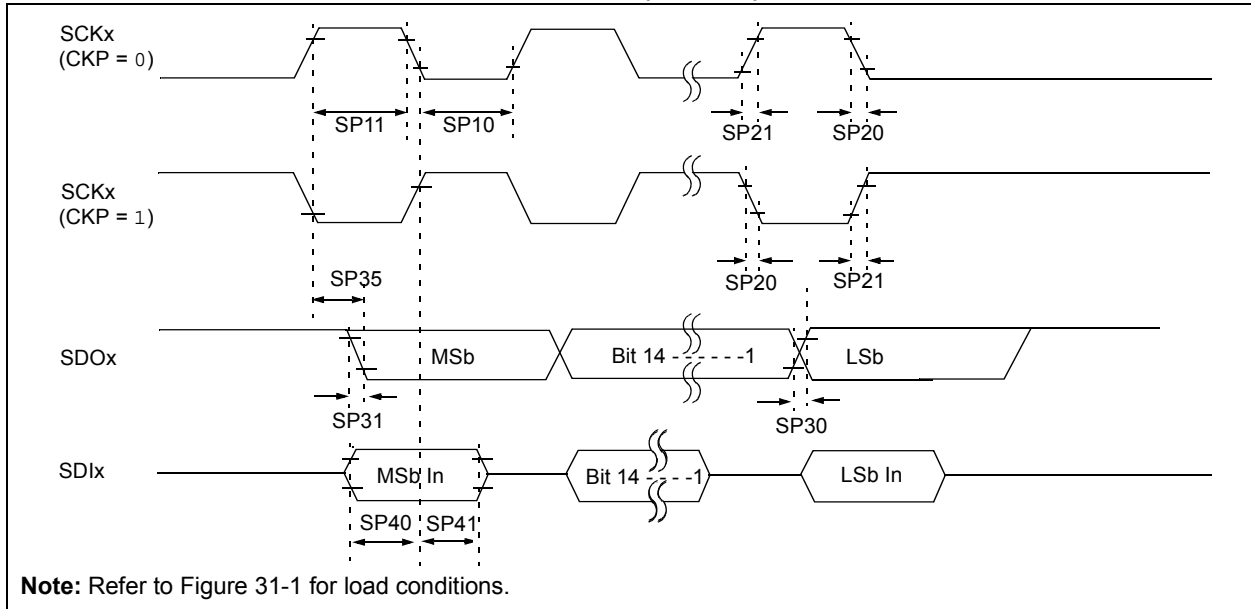 SCKx
(CKP = 0)
SP11
SP10
SP21
SP20
SCKx
(CKP = 1)
SP35
SP20
SP21
SDOx
MSb
Bit 14 - - - - - -1
LSb
SP31
SP30
SDIx
MSb In
Bit 14 - - - -1
LSb In
SP40
SP41
Note: Refer to Figure 31-1 for load conditions.